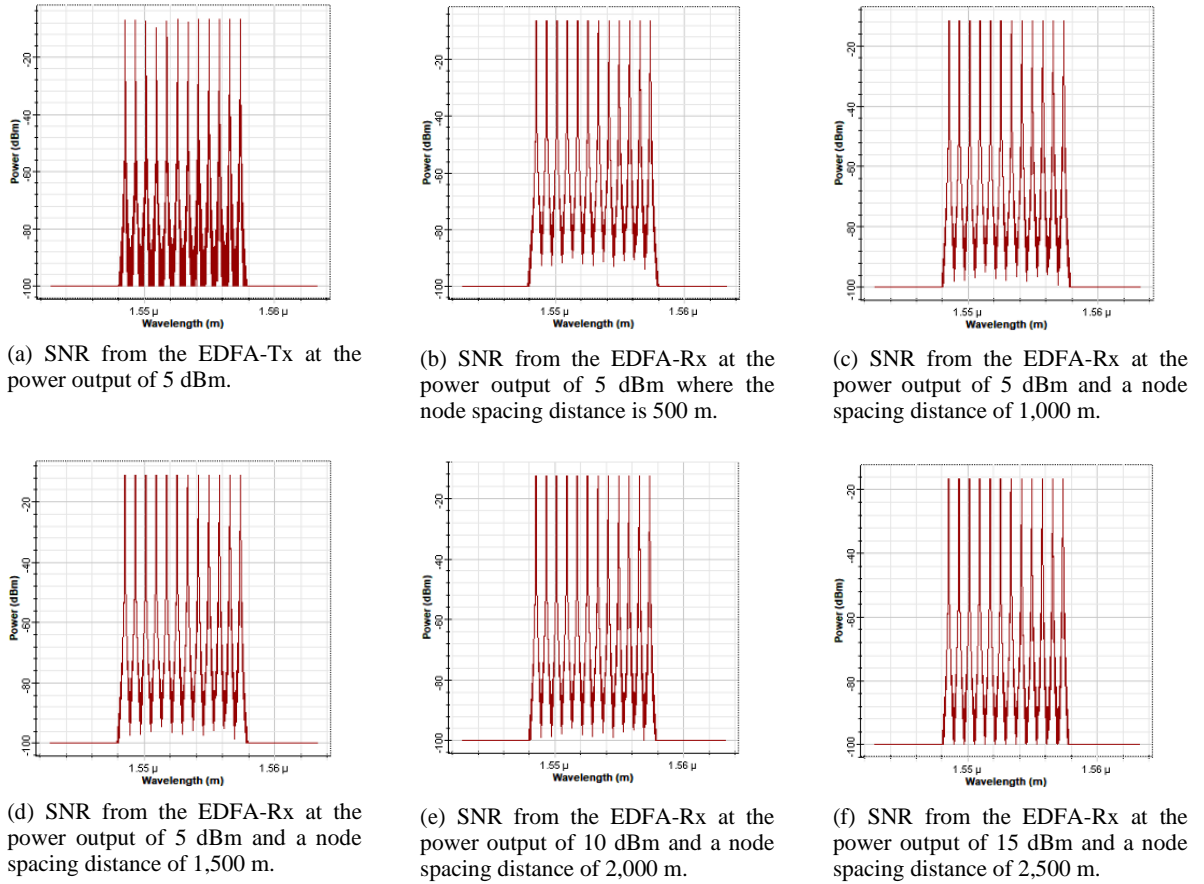 Power (dBm)
-20
-40
-60
-80
-100
1.55 µ
1.56 µ
Wavelength (m)
(a) SNR from the EDFA-Tx at the
power output of 5 dBm.
Power (dBm)
-20
-40
-60
-80
-100
1.55 µ
1.56 µ
Wavelength (m)
(b) SNR from the EDFA-Rx at the
power output of 5 dBm where the
node spacing distance is 500 m.
Power (dBm)
-20
-40
-60
-80
-100
1.55 µ
1.56 µ
Wavelength (m)
(c) SNR from the EDFA-Rx at the
power output of 5 dBm and a node
spacing distance of 1,000 m.
Power (dBm)
-20
-40
-60
-80
-100
1.55 µ
1.56 µ
Wavelength (m)
(d) SNR from the EDFA-Rx at the
power output of 5 dBm and a node
spacing distance of 1,500 m.
Power (dBm)
-20
-40
-60
-80
-100
1.55 µ
1.56 µ
Wavelength (m)
(e) SNR from the EDFA-Rx at the
power output of 10 dBm and a node
spacing distance of 2,000 m.
Power (dBm)
-20
-40
-60
-80
-100
1.55 µ
1.56 µ
Wavelength (m)
(f) SNR from the EDFA-Rx at the
power output of 15 dBm and a node
spacing distance of 2,500 m.